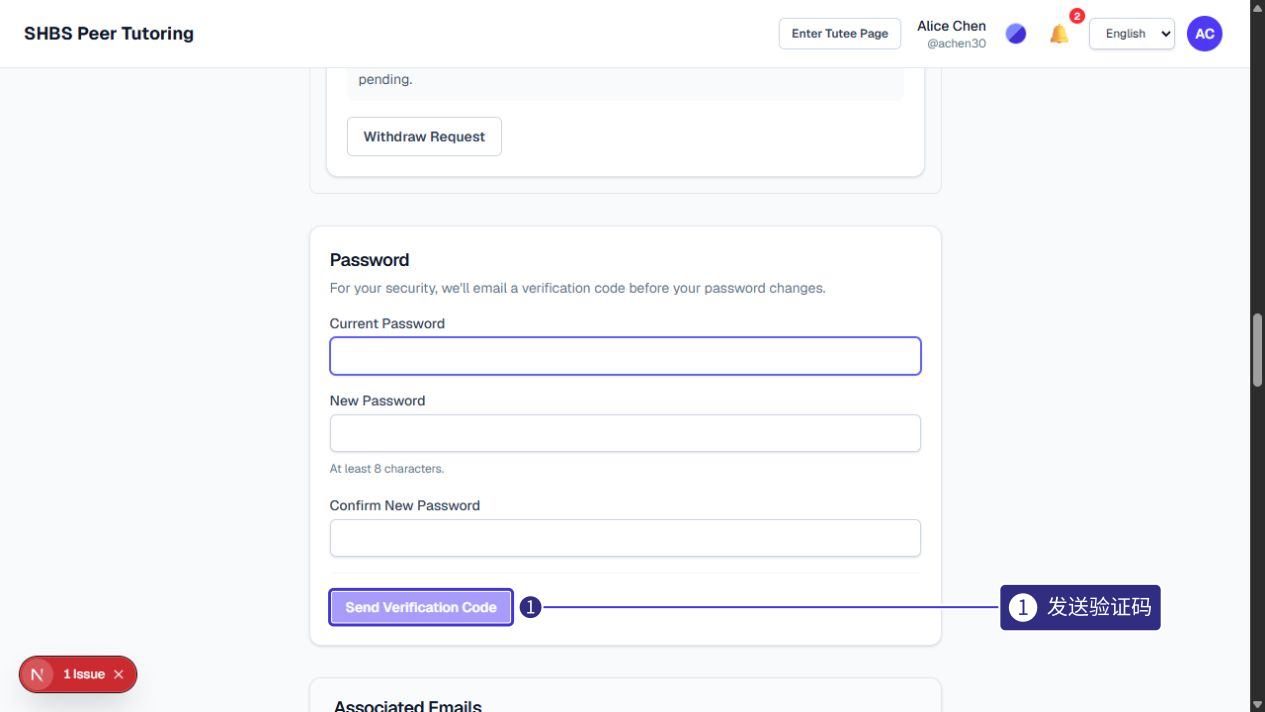 SHBS Peer Tutoring
Enter Tutee Page
Alice Chen
@achen30
2
English
AC
pending.
Withdraw Request
Password
For your security, we'll email a verification code before your password changes.
Current Password
New Password
At least 8 characters.
Confirm New Password
Send Verification Code
1
1 发送验证码
N 1 Issue
Associated Emails